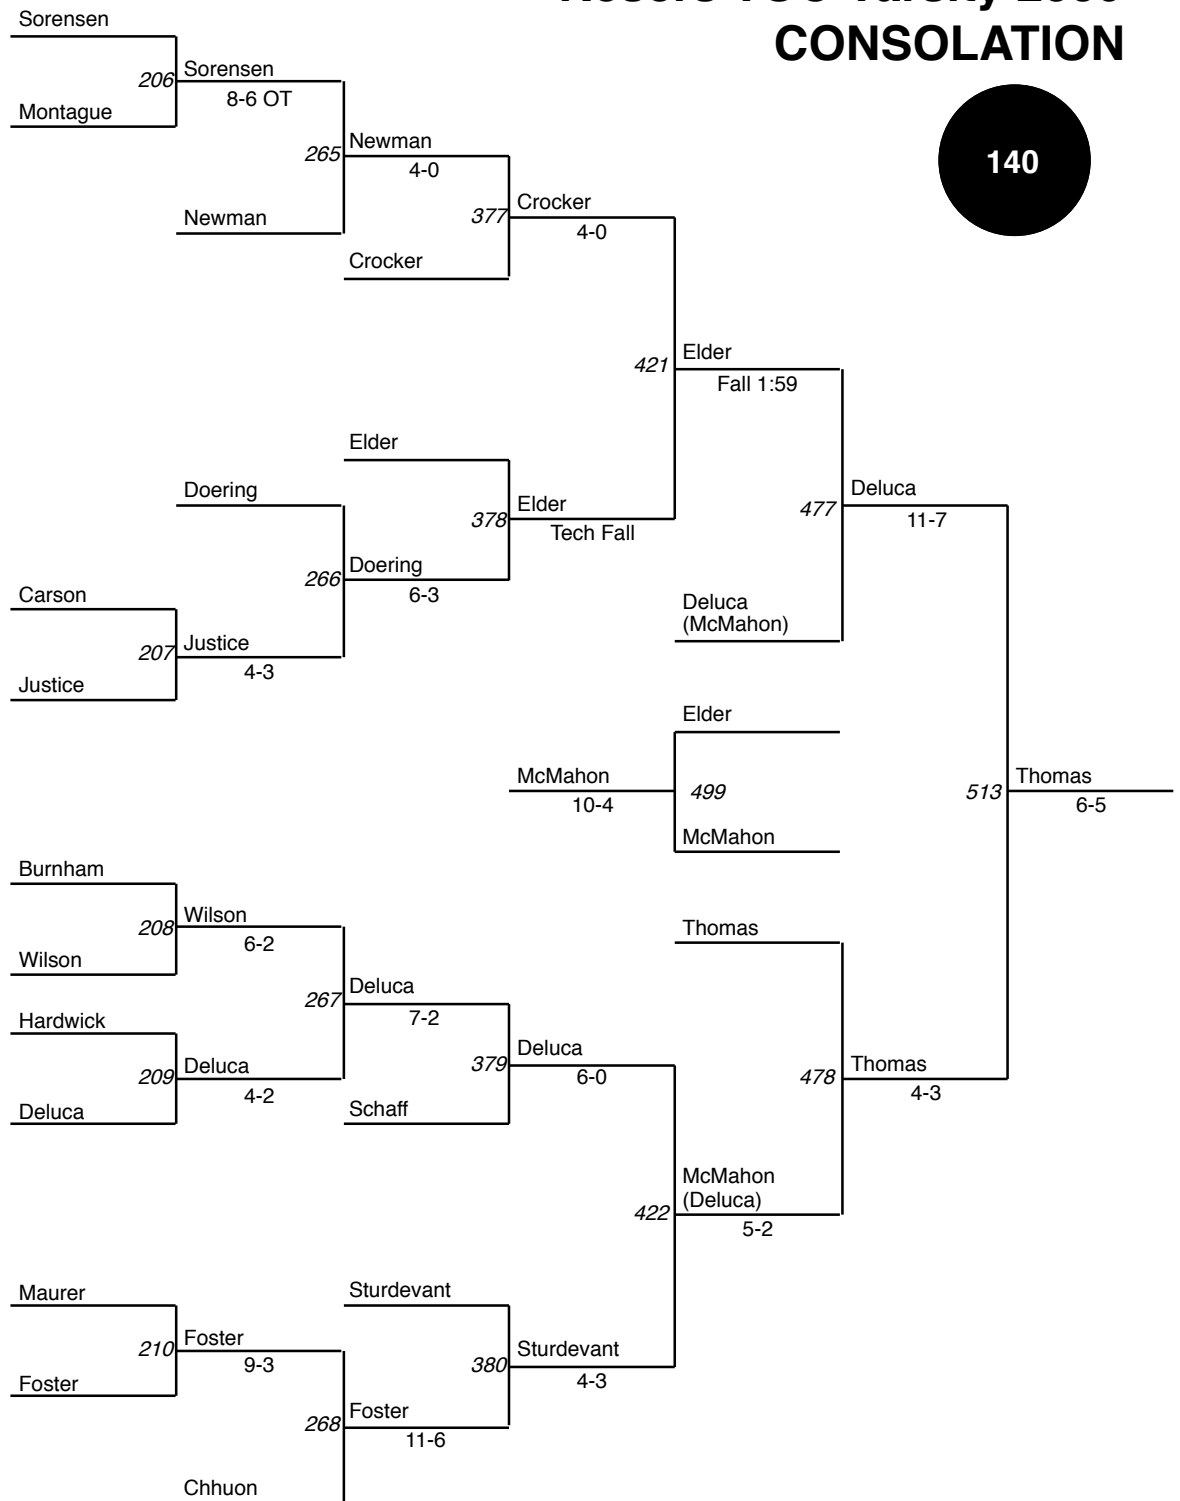 CONSOLATION
140
Sorensen
206
Sorensen
8-6 OT
Montague
265
Newman
4-0
Newman
377
Crocker
4-0
Crocker
421
Elder
Fall 1:59
Elder
Doering
378
Elder
Tech Fall
477
Deluca
11-7
266
Doering
6-3
Carson
207
Justice
4-3
Justice
Deluca
(McMahon)
Elder
McMahon
10-4
499
McMahon
513
Thomas
6-5
Burnham
208
Wilson
6-2
Wilson
Thomas
267
Deluca
7-2
Hardwick
209
Deluca
4-2
Deluca
379
Deluca
6-0
Schaff
478
Thomas
4-3
422
McMahon
(Deluca)
5-2
Maurer
210
Foster
9-3
Foster
Sturdevant
380
Sturdevant
4-3
268
Foster
11-6
Chhuon